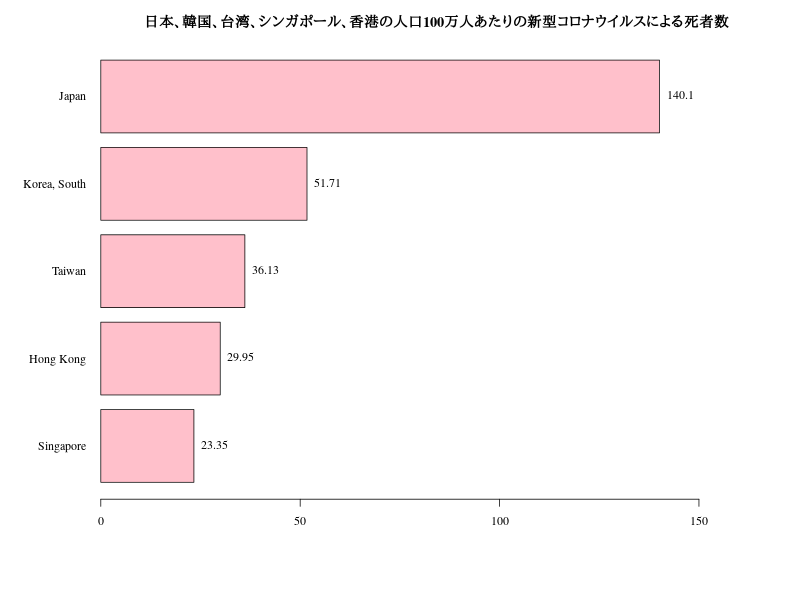 日本、韓国、台湾、シンガポール、香港の人口100万人あたりの新型コロナウイルスによる死者数
Japan 140.1
Korea, South 51.71
Taiwan 36.13
Hong Kong 29.95
Singapore 23.35
0 50 100 150